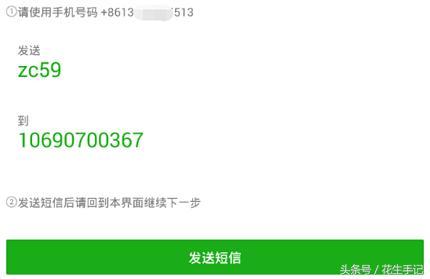 ①请使用手机号码 +8613 513
发送
zc59
到
10690700367
②发送短信后请回到本界面继续下一步
发送短信
头条号 / 花生手记